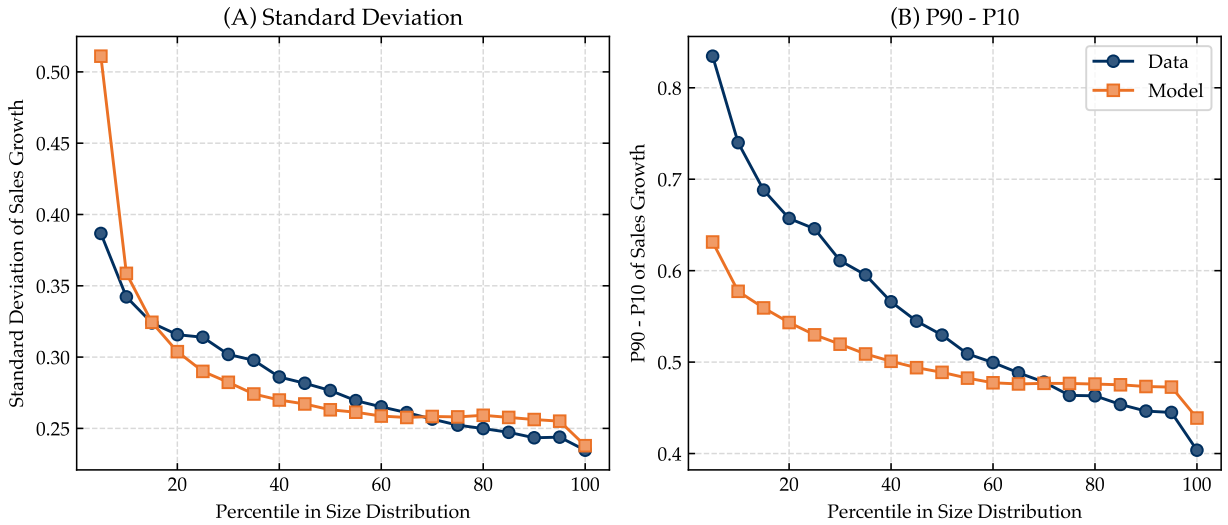 (A) Standard Deviation
Standard Deviation of Sales Growth
0.50
0.45
0.40
0.35
0.30
0.25
20 40 60 80 100
Percentile in Size Distribution
(B) P90 - P10
P90 - P10 of Sales Growth
0.8
0.7
0.6
0.5
0.4
Data
Model
20 40 60 80 100
Percentile in Size Distribution